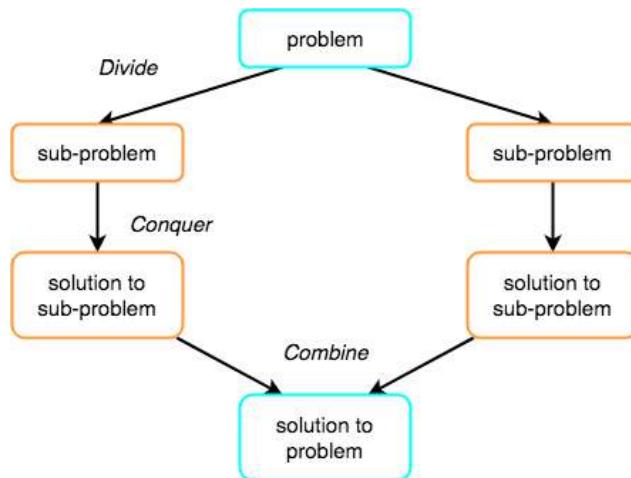 problem
Divide
sub-problem
sub-problem
Conquer
solution to
sub-problem
solution to
sub-problem
Combine
solution to
problem